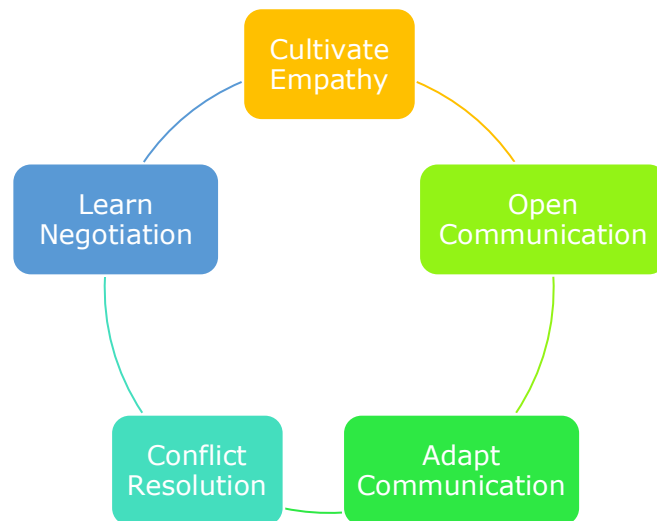 Cultivate
Empathy
Open
Communication
Adapt
Communication
Conflict
Resolution
Learn
Negotiation